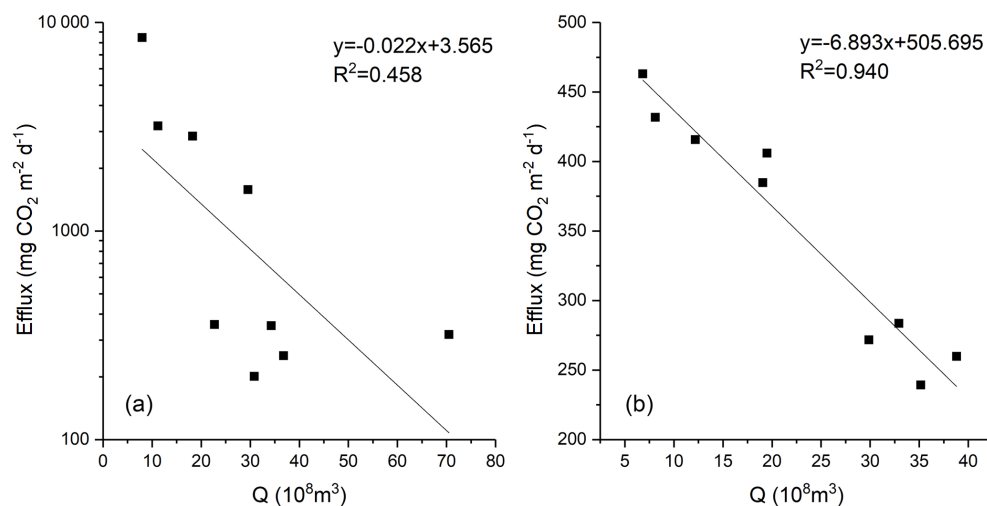 10 000
1000
100
0
10
20
30
40
50
60
70
80
Efflux (mg CO₂ m⁻² d⁻¹)
Q (10⁸m³)
y=-0.022x+3.565
R²=0.458
(a)
500
450
400
350
300
250
200
5
10
15
20
25
30
35
40
Efflux (mg CO₂ m⁻² d⁻¹)
Q (10⁸m³)
y=-6.893x+505.695
R²=0.940
(b)